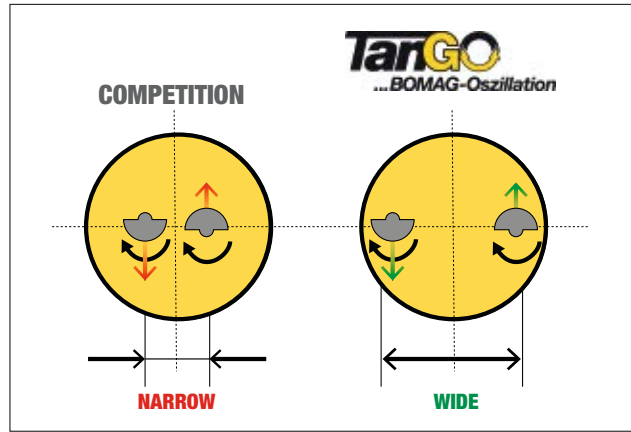 TanGO
...BOMAG-Oszillation
COMPETITION
NARROW
WIDE